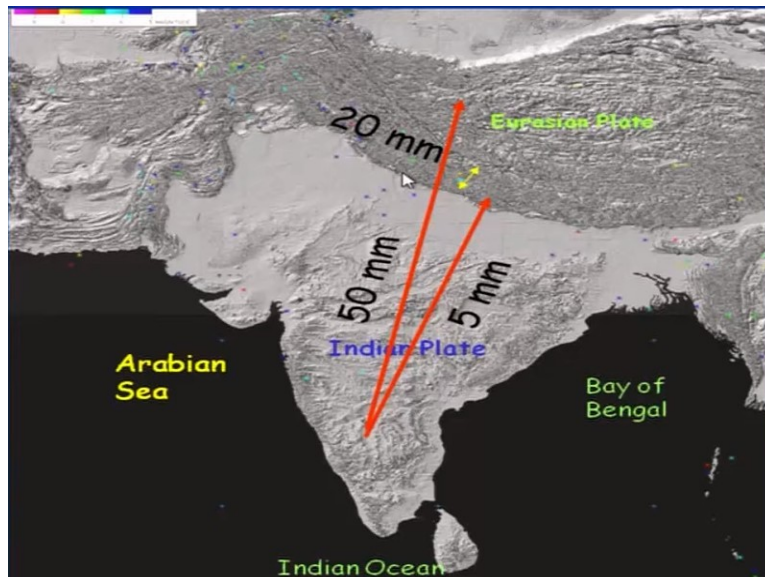 20 mm
Eurasian Plate
50 mm
5 mm
Indian Plate
Arabian
Sea
Bay of
Bengal
Indian Ocean